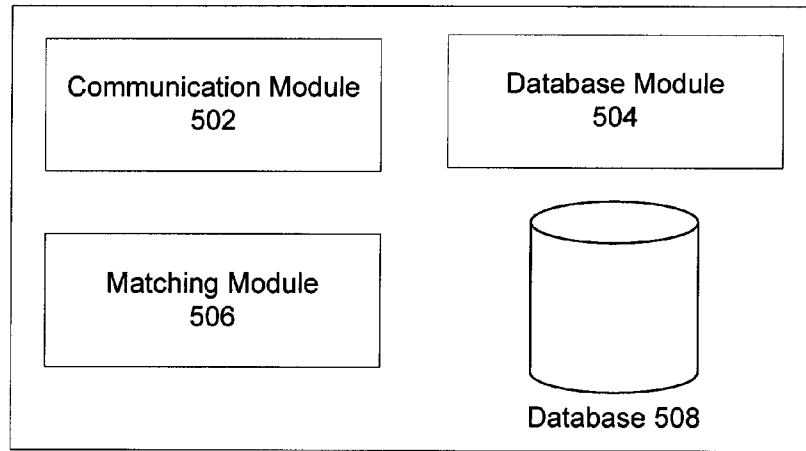 Communication Module
502
Database Module
504
Matching Module
506
Database 508